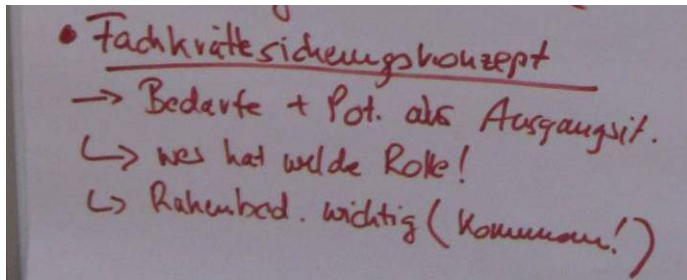 • Fachkräftesicherungskonzept
→ Bedarfe + Pot. als Ausgangsit.
↳ wer hat welche Rolle!
↳ Rahmenbed. wichtig (Kommunen!)